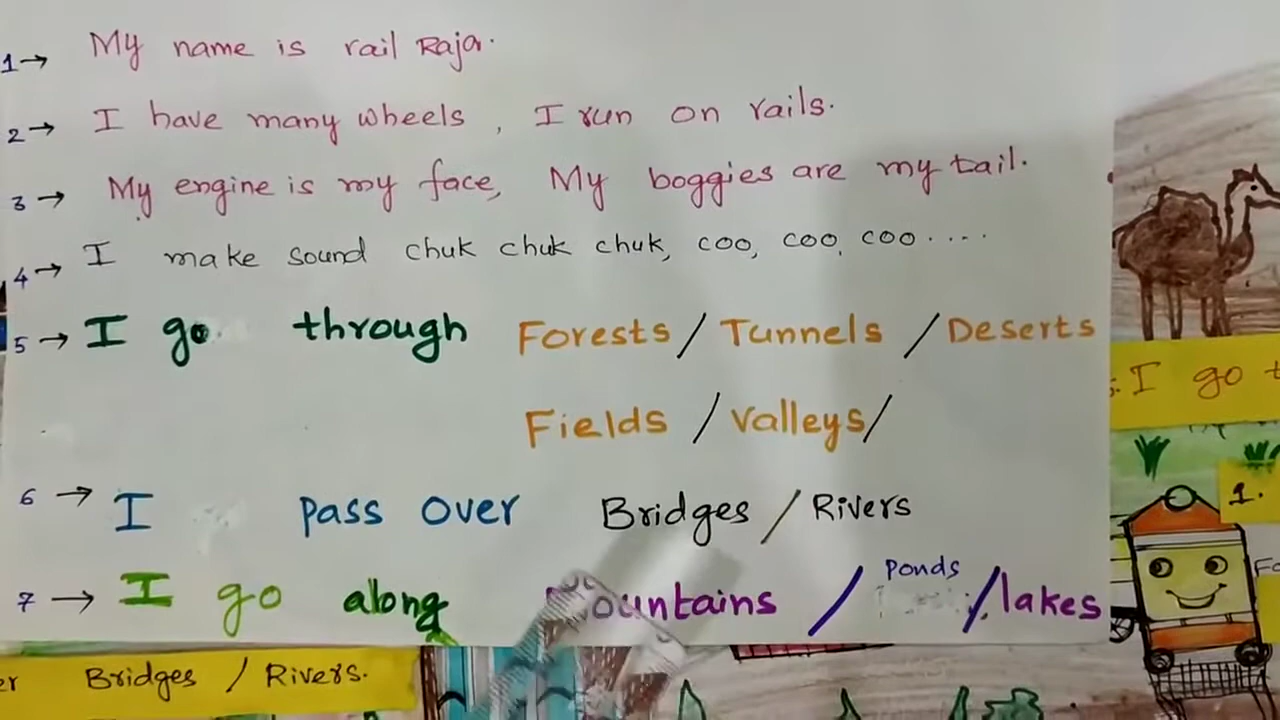 1→ My name is rail Raja.
2→ I have many wheels, I run on rails.
3→ My engine is my face, My boggies are my tail.
4→ I make sound chuk chuk chuk, coo, coo, coo....
5→ I go through Forests / Tunnels / Deserts
Fields / Valleys/
6→ I pass over Bridges / Rivers
7→ I go along Mountains / Ponds /lakes
I go
1.
Bridges / Rivers.